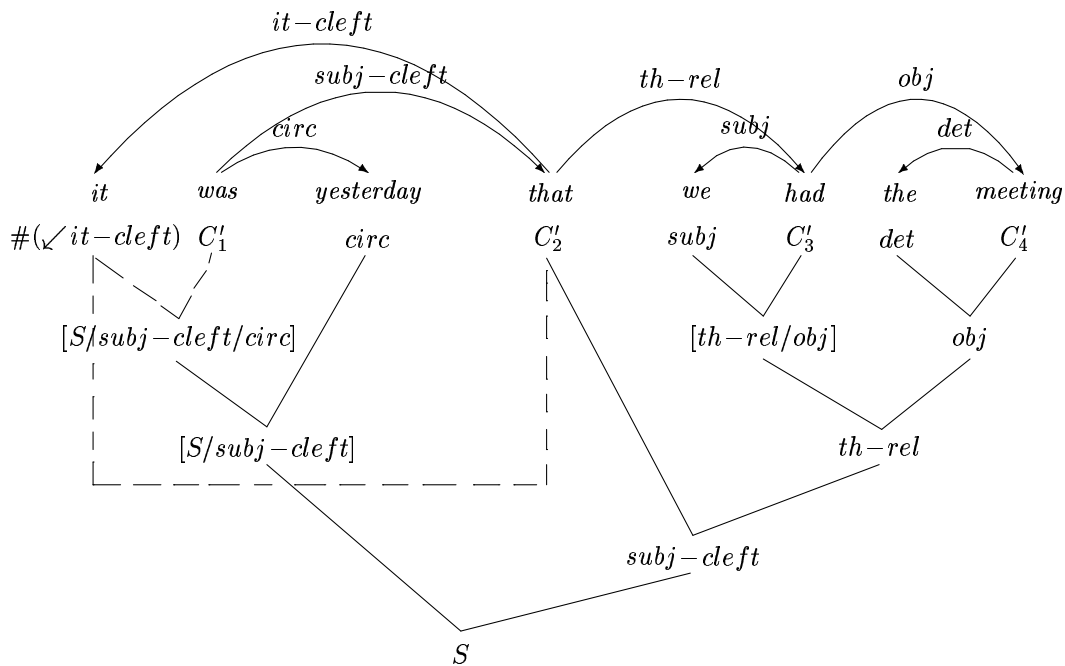 it−cleft
subj−cleft th−rel obj
circ subj det
it was yesterday that we had the meeting
#(↙it−cleft) C′₁ circ C′₂ subj C′₃ det C′₄
[S/subj−cleft/circ] [th−rel/obj] obj
[S/subj−cleft] th−rel
subj−cleft
S